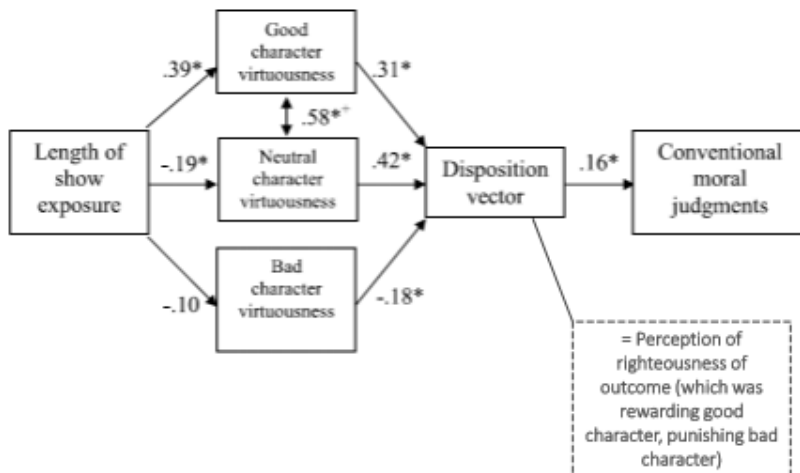 Good
character
virtuousness
.39*
.31*
.58*+
Length of
show
exposure
-.19*
Neutral
character
virtuousness
.42*
Disposition
vector
.16*
Conventional
moral
judgments
-.10
Bad
character
virtuousness
-.18*
= Perception of
righteousness of
outcome (which was
rewarding good
character, punishing bad
character)